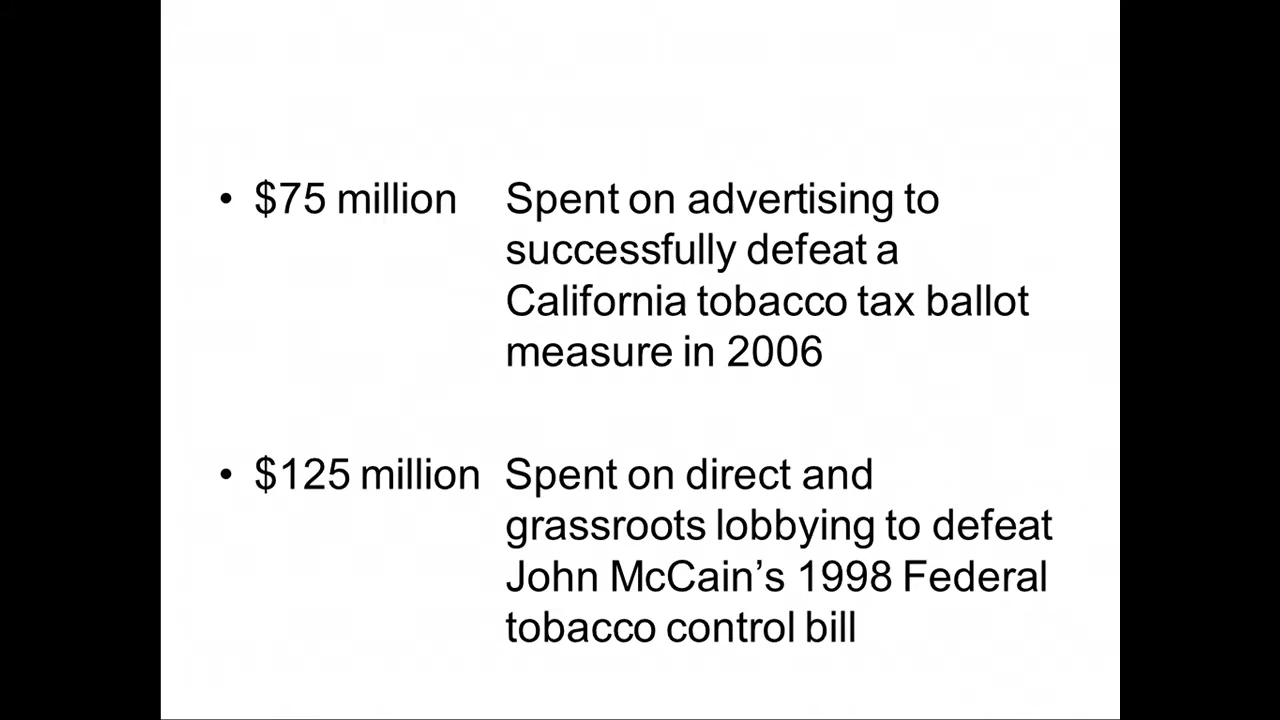 • $75 million Spent on advertising to
successfully defeat a
California tobacco tax ballot
measure in 2006
• $125 million Spent on direct and
grassroots lobbying to defeat
John McCain’s 1998 Federal
tobacco control bill